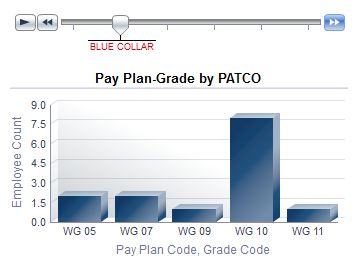 BLUE COLLAR
Pay Plan-Grade by PATCO
Employee Count
9.0
7.5
6.0
4.5
3.0
1.5
0.0
WG 05 WG 07 WG 09 WG 10 WG 11
Pay Plan Code, Grade Code